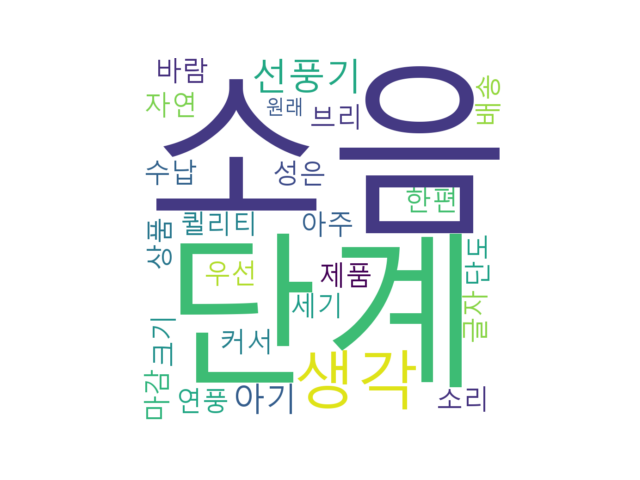 바람
선풍기
배송
자연
원래
브리
소음
수납
성은
한편
상품
퀄리티
아주
단도
우선
제품
단계
세기
글자
크기
커서
생각
마감
연풍
아기
소리